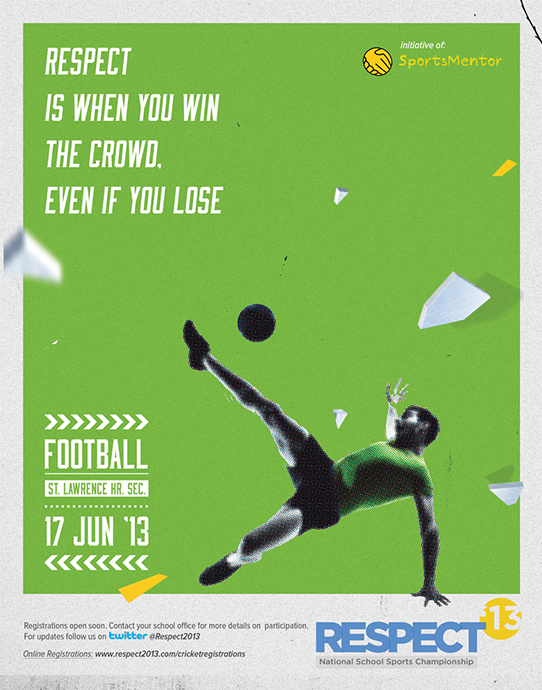 RESPECT
IS WHEN YOU WIN
THE CROWD,
EVEN IF YOU LOSE
initiative of:
SportsMentor
FOOTBALL
ST. LAWRENCE HR. SEC.
17 JUN '13
Registrations open soon. Contact your school office for more details on participation.
For updates follow us on twitter @Respect2013
Online Registrations: www.respect2013.com/cricketregistrations
RESPECT '13
National School Sports Championship